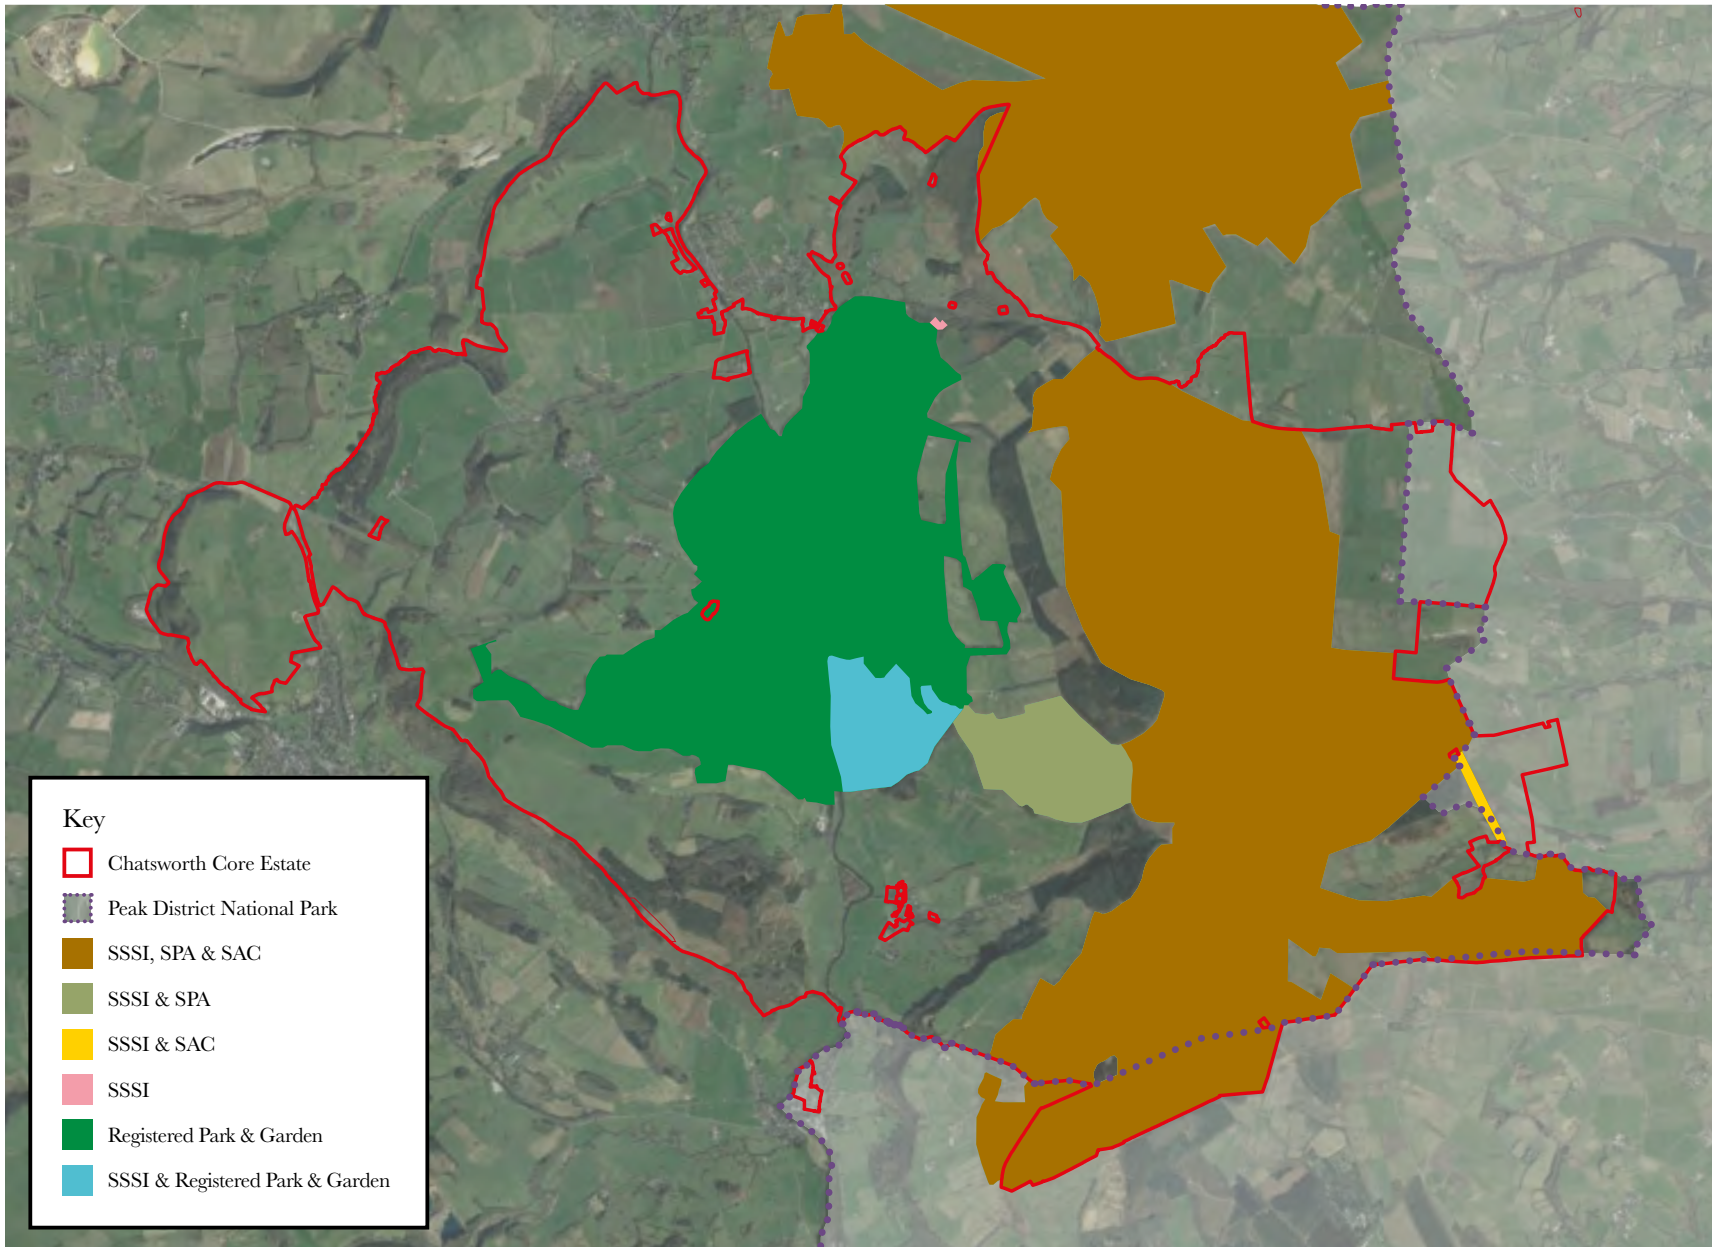 Key
Chatsworth Core Estate
Peak District National Park
SSSI, SPA & SAC
SSSI & SPA
SSSI & SAC
SSSI
Registered Park & Garden
SSSI & Registered Park & Garden